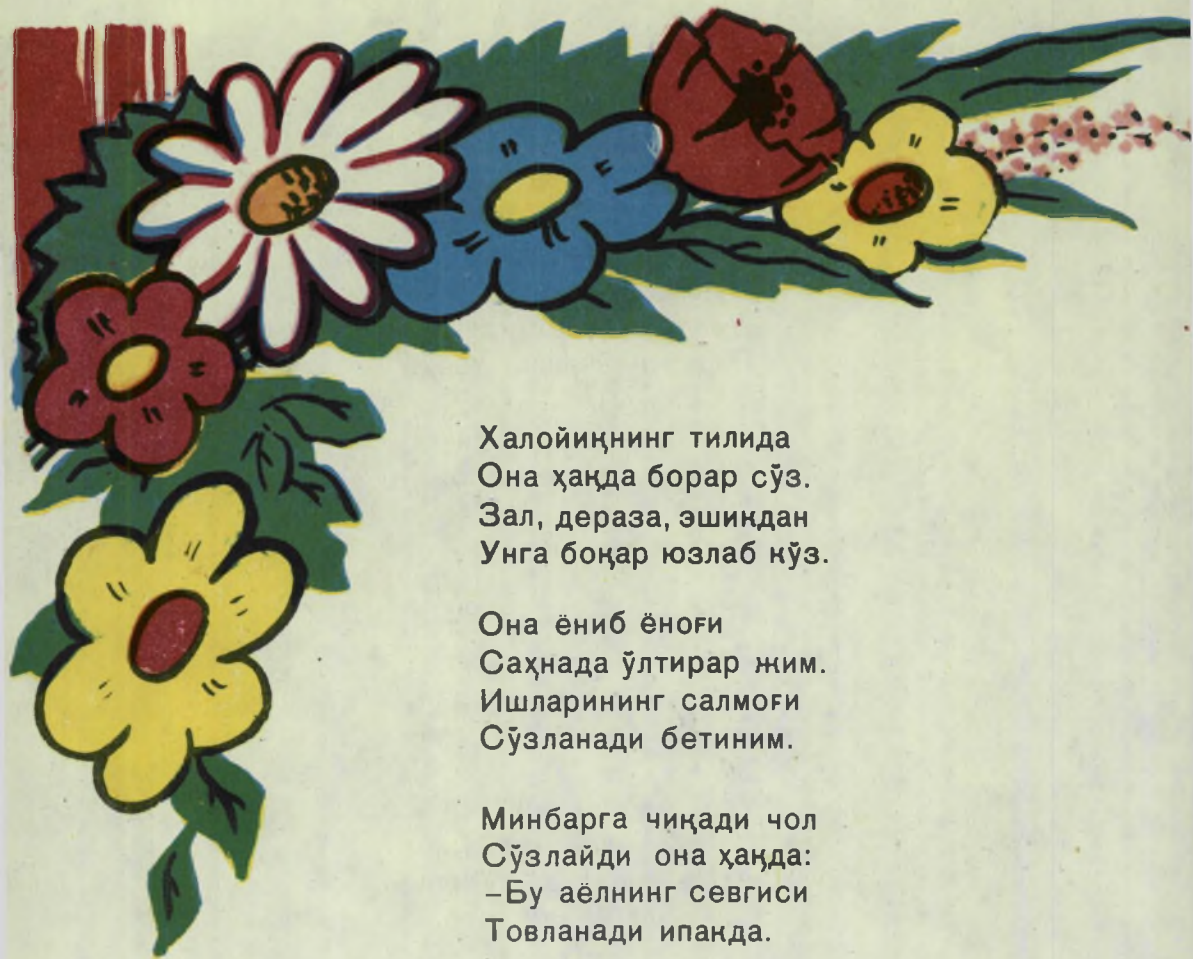 Халойиқнинг тилида
Она ҳақда борар сўз.
Зал, дераза, эшикдан
Унга боқар юзлаб кўз.

Она ёниб ёноғи
Саҳнада ўлтирар жим.
Ишларининг салмоғи
Сўзланади бетиним.

Минбарга чиқади чол
Сўзлайди она ҳақда:
–Бу аёлнинг севгиси
Товланади ипакда.